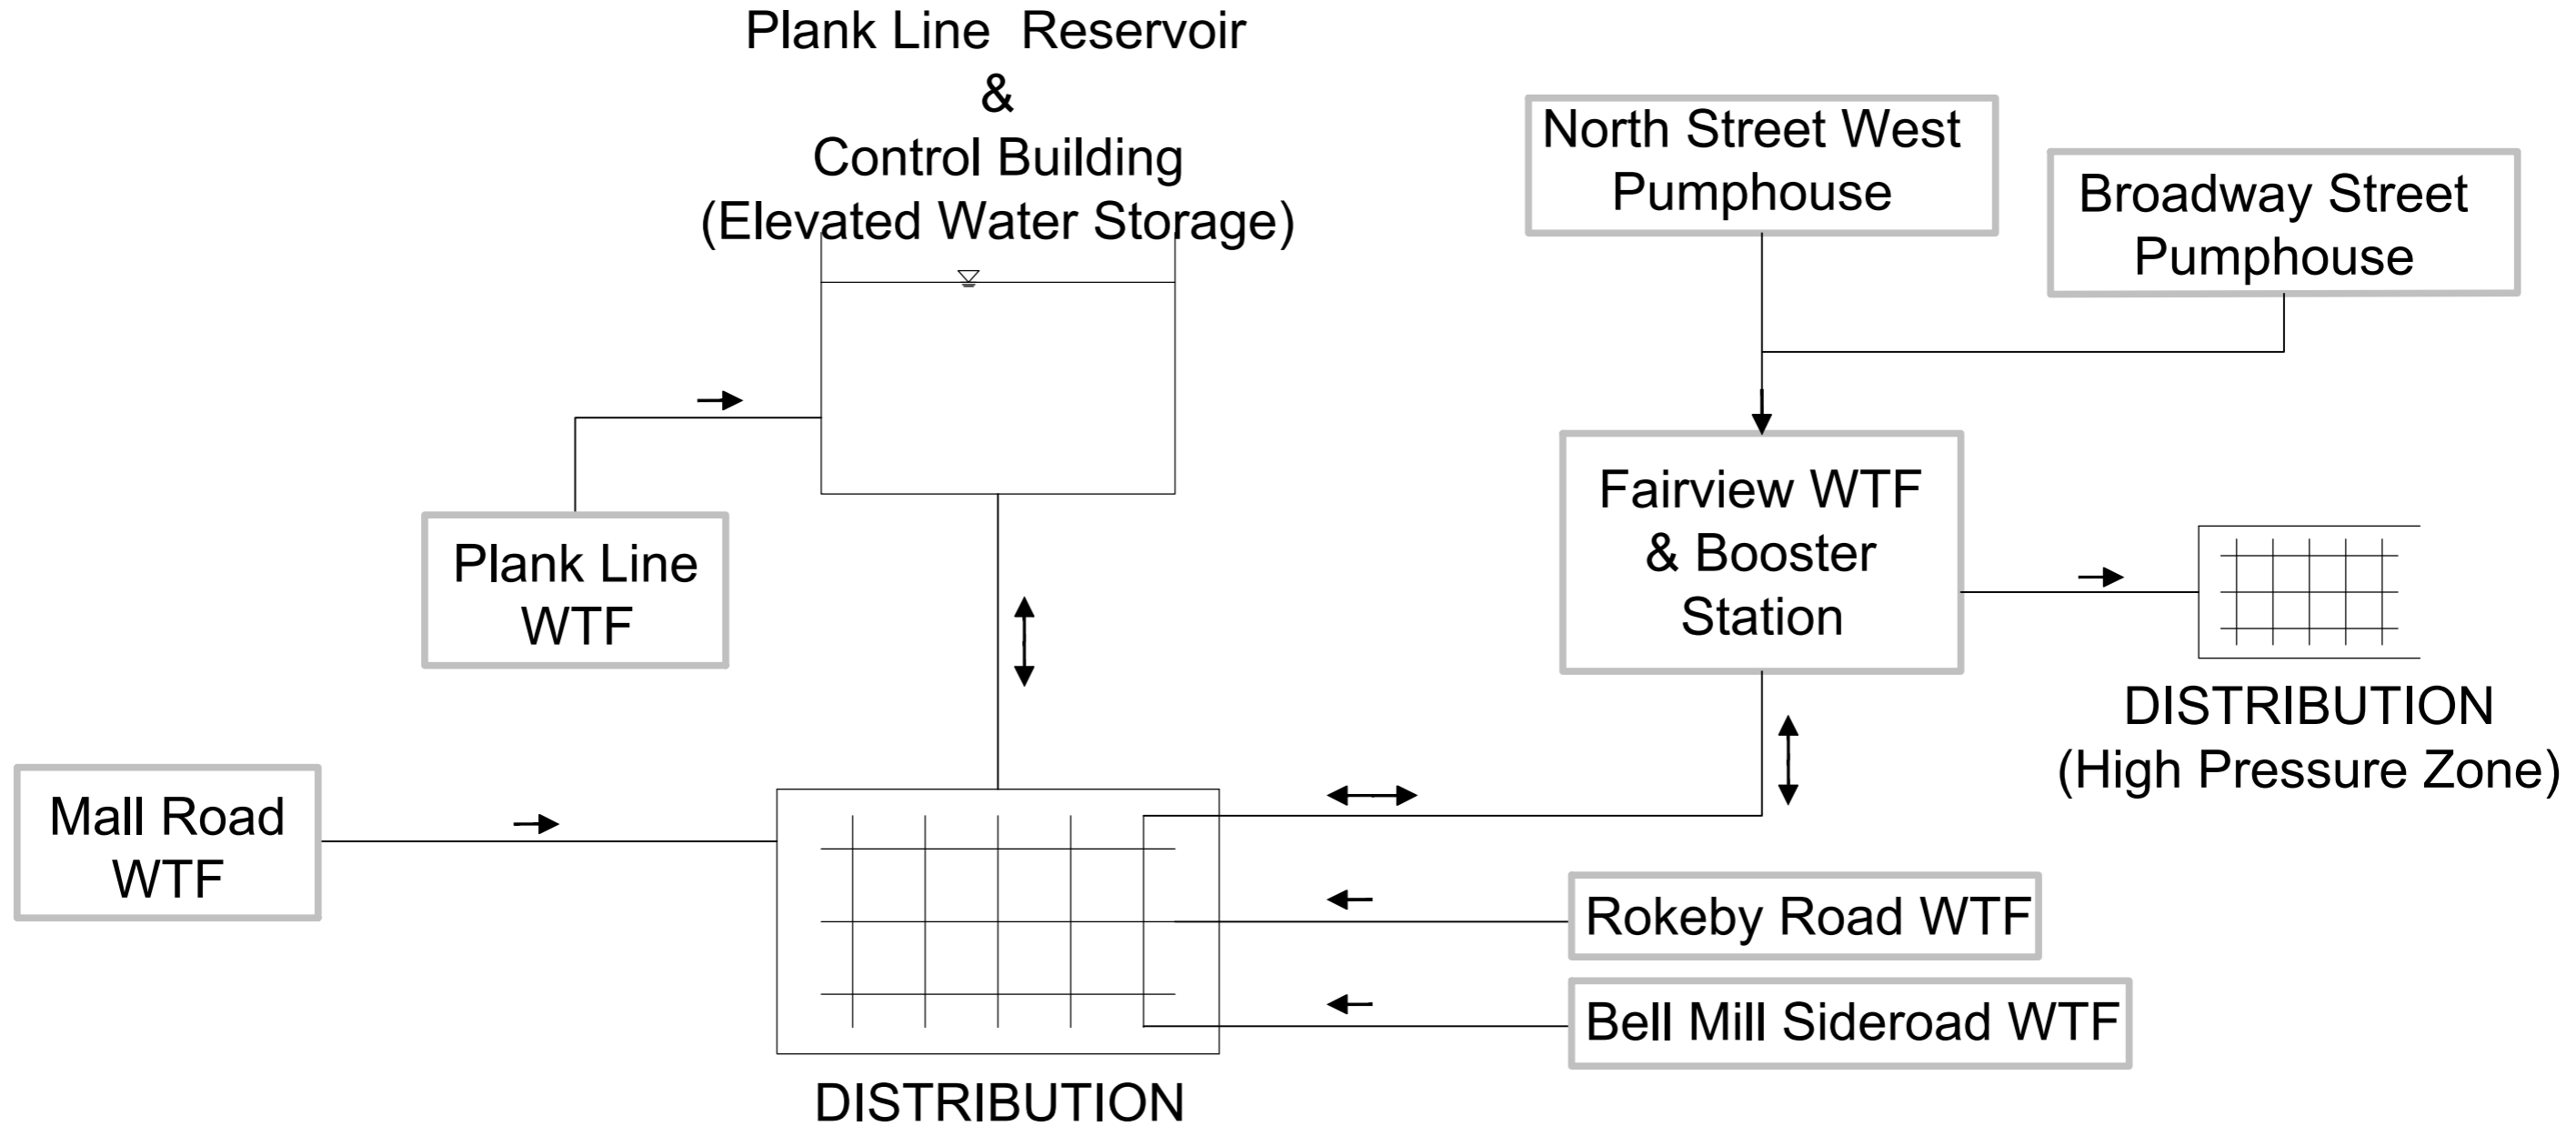 Plank Line Reservoir
&
Control Building
(Elevated Water Storage)
North Street West
Pumphouse
Broadway Street
Pumphouse
Plank Line
WTF
Fairview WTF
& Booster
Station
DISTRIBUTION
(High Pressure Zone)
Mall Road
WTF
Rokeby Road WTF
Bell Mill Sideroad WTF
DISTRIBUTION